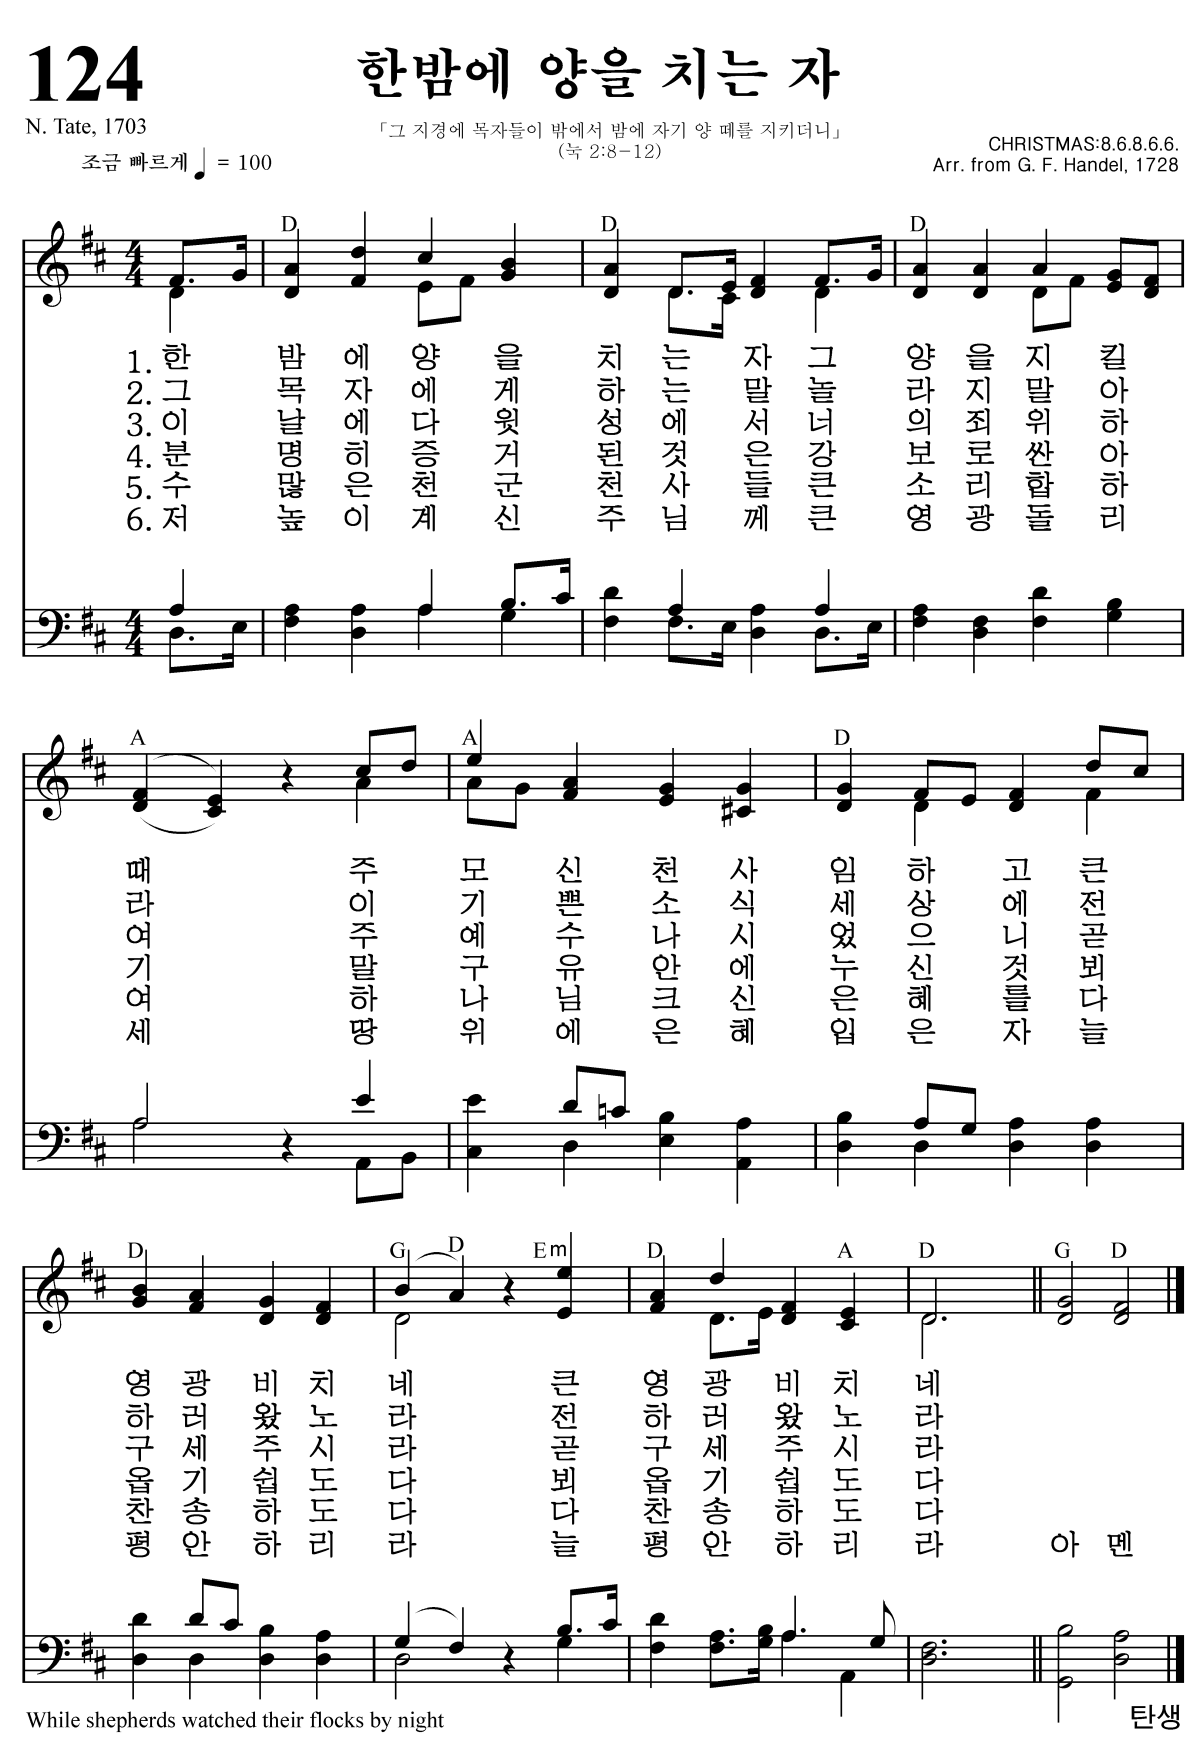 124
한밤에 양을 치는 자
N. Tate, 1703
「그 지경에 목자들이 밖에서 밤에 자기 양 떼를 지키더니」
(눅 2:8-12)
조금 빠르게 ♩ = 100
CHRISTMAS:8.6.8.6.6.
Arr. from G. F. Handel, 1728
D D D
1. 한 밤 에 양 을 치 는 자 그 양 을 지 킬
2. 그 목 자 에 게 하 는 말 놀 라 지 말 아
3. 이 날 에 다 윗 성 에 서 너 의 죄 위 하
4. 분 명 히 증 거 된 것 은 강 보 로 싼 아
5. 수 많 은 천 군 천 사 들 큰 소 리 합 하
6. 저 높 이 계 신 주 님 께 큰 영 광 돌 리
A A D
때 주 모 신 천 사 임 하 고 큰
라 이 기 쁜 소 식 세 상 에 전
여 주 예 수 나 시 었 으 니 곧
기 말 구 유 안 에 누 신 것 뵈
여 하 나 님 크 신 은 혜 를 다
세 땅 위 에 은 혜 입 은 자 늘
D G D Em D A D G D
영 광 비 치 네 큰 영 광 비 치 네
하 러 왔 노 라 전 하 러 왔 노 라
구 세 주 시 라 곧 구 세 주 시 라
옵 기 쉽 도 다 뵈 옵 기 쉽 도 다
찬 송 하 도 다 다 찬 송 하 도 다
평 안 하 리 라 늘 평 안 하 리 라 아 멘
While shepherds watched their flocks by night
탄생